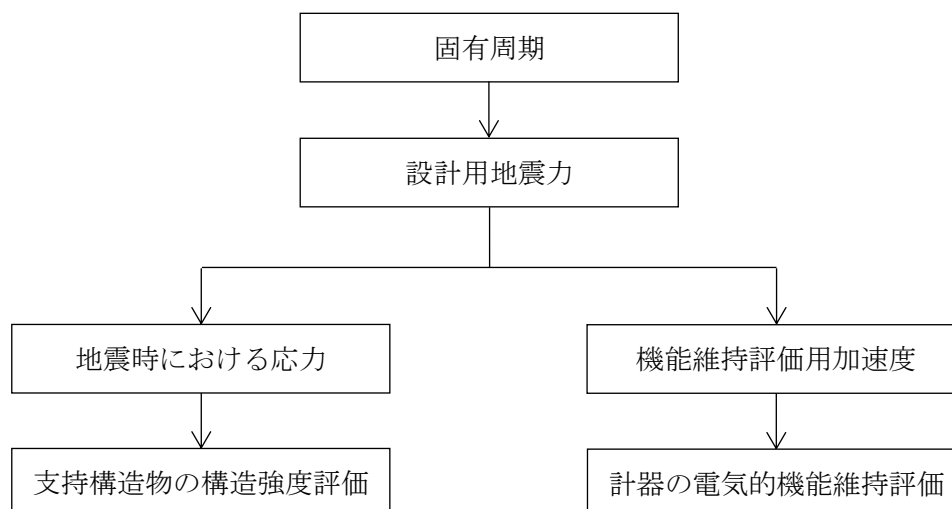 固有周期
設計用地震力
地震時における応力
機能維持評価用加速度
支持構造物の構造強度評価
計器の電気的機能維持評価